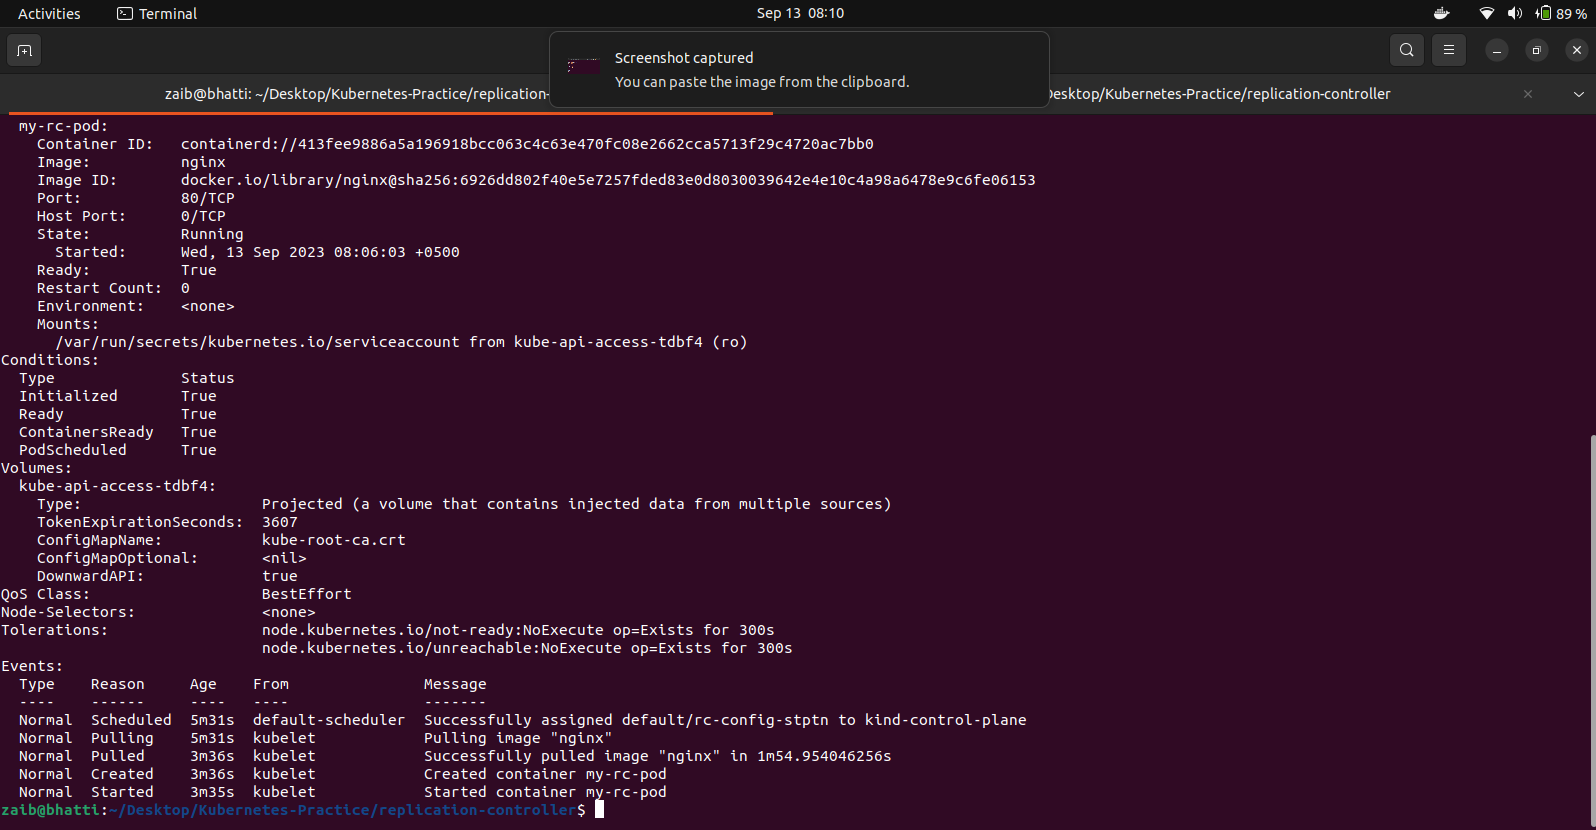 Activities Terminal Sep 13 08:10 89 %
Screenshot captured
You can paste the image from the clipboard.
zaib@bhatti: ~/Desktop/Kubernetes-Practice/replication- Desktop/Kubernetes-Practice/replication-controller
my-rc-pod:
Container ID: containerd://413fee9886a5a196918bcc063c4c63e470fc08e2662cca5713f29c4720ac7bb0
Image: nginx
Image ID: docker.io/library/nginx@sha256:6926dd802f40e5e7257fded83e0d8030039642e4e10c4a98a6478e9c6fe06153
Port: 80/TCP
Host Port: 0/TCP
State: Running
Started: Wed, 13 Sep 2023 08:06:03 +0500
Ready: True
Restart Count: 0
Environment: <none>
Mounts:
/var/run/secrets/kubernetes.io/serviceaccount from kube-api-access-tdbf4 (ro)
Conditions:
Type Status
Initialized True
Ready True
ContainersReady True
PodScheduled True
Volumes:
kube-api-access-tdbf4:
Type: Projected (a volume that contains injected data from multiple sources)
TokenExpirationSeconds: 3607
ConfigMapName: kube-root-ca.crt
ConfigMapOptional: <nil>
DownwardAPI: true
QoS Class: BestEffort
Node-Selectors: <none>
Tolerations: node.kubernetes.io/not-ready:NoExecute op=Exists for 300s
node.kubernetes.io/unreachable:NoExecute op=Exists for 300s
Events:
Type Reason Age From Message
---- ------ ---- ---- -------
Normal Scheduled 5m31s default-scheduler Successfully assigned default/rc-config-stptn to kind-control-plane
Normal Pulling 5m31s kubelet Pulling image "nginx"
Normal Pulled 3m36s kubelet Successfully pulled image "nginx" in 1m54.954046256s
Normal Created 3m36s kubelet Created container my-rc-pod
Normal Started 3m35s kubelet Started container my-rc-pod
zaib@bhatti:~/Desktop/Kubernetes-Practice/replication-controller$